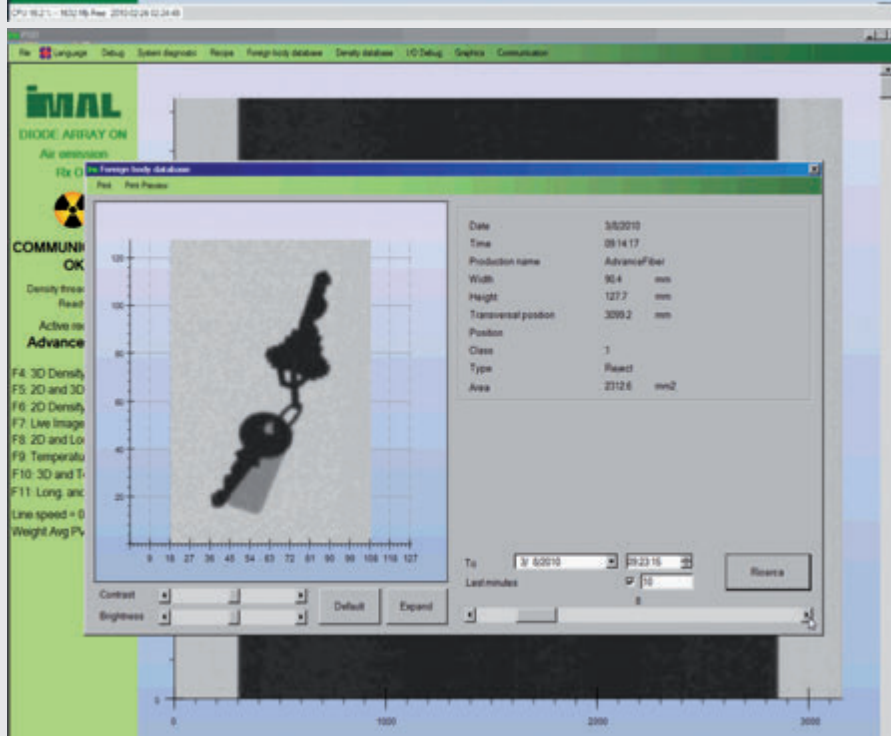 CPU 16.2 % - 1632 Mb free 2010-02-26 02:24:49
File Language Debug System diagnostic Recipe Foreign body database Density database I/O Debug Graphics Communication
iMAL
DIODE ARRAY ON
Air emission
Rx O
COMMUNI
OK
Density thres
Read
Active re
Advance
F4: 3D Density
F5: 2D and 3D
F6: 2D Density
F7: Live Image
F8: 2D and Lo
F9: Temperatu
F10: 3D and T
F11: Long. and
Line speed = 0
Weight Avg PV
Foreign body database
Print Print Preview
120
100
80
60
40
20
9 18 27 36 45 54 63 72 81 90 99 108 118 127
Contrast
Brightness
Default
Expand
Date 3/8/2010
Time 09:14:17
Production name AdvanceFiber
Width 90.4 mm
Height 127.7 mm
Transversal position 3099.2 mm
Position
Class 1
Type Reject
Area 2312.6 mm2
To 3/ 8/2010 09:23:15
Last minutes 10
Ricerca
0
0
0 1000 2000 3000